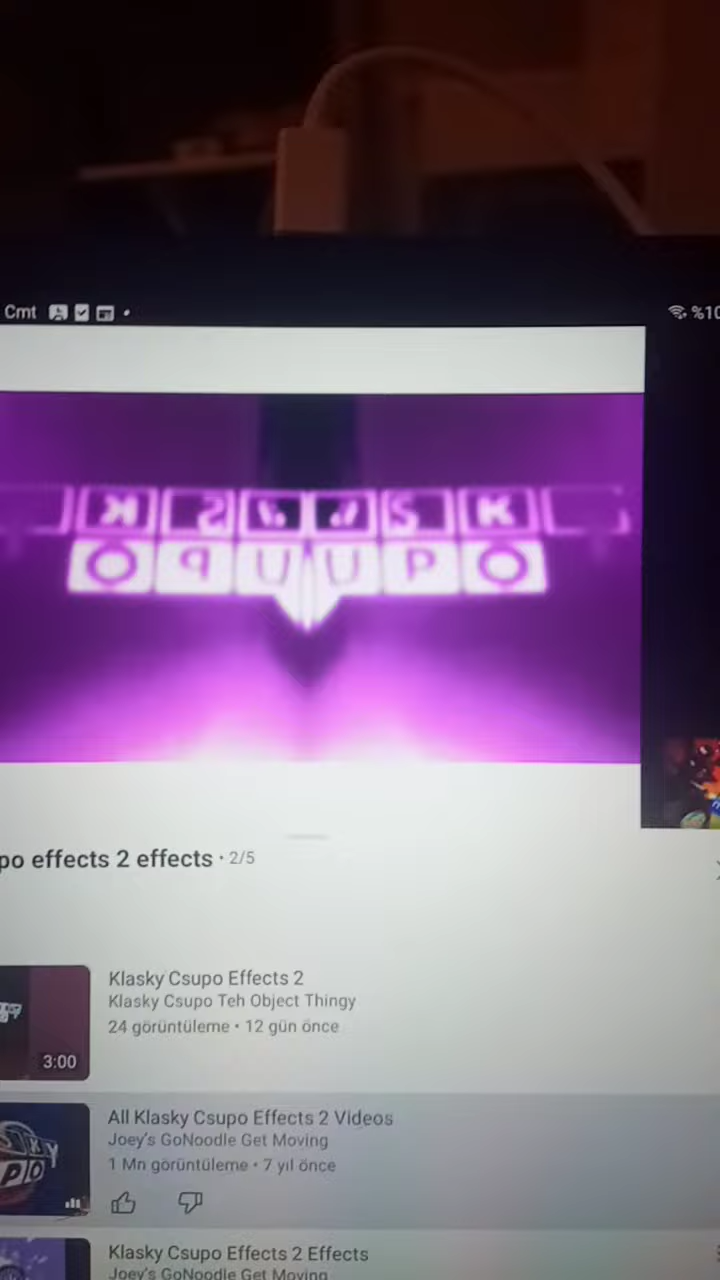 Cmt
%10
po effects 2 effects · 2/5
Klasky Csupo Effects 2
Klasky Csupo Teh Object Thingy
24 görüntüleme • 12 gün önce
3:00
All Klasky Csupo Effects 2 Videos
Joey's GoNoodle Get Moving
1 Mn görüntüleme • 7 yıl önce
Klasky Csupo Effects 2 Effects
Joey's GoNoodle Get Moving